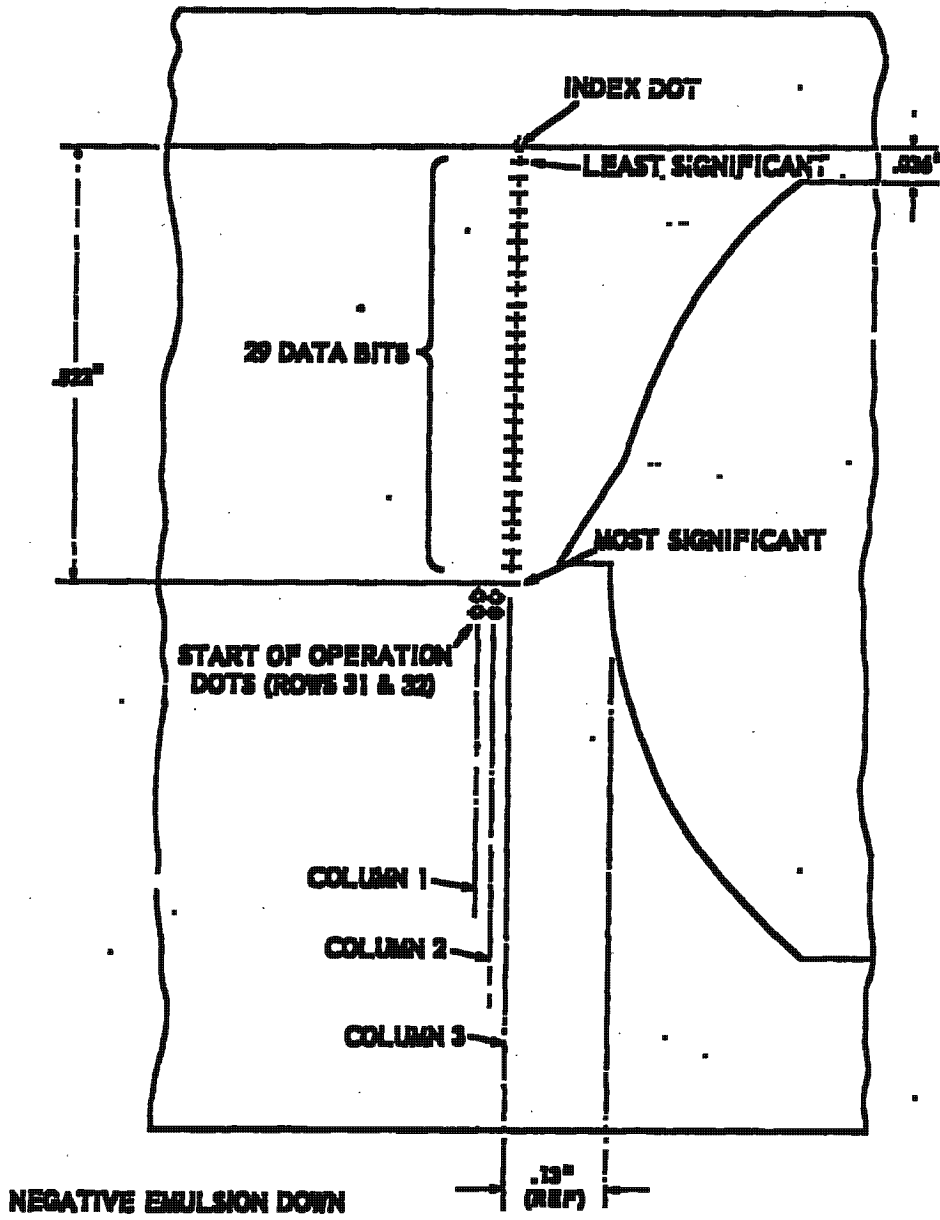 INDEX DOT
LEAST SIGNIFICANT
.036"
29 DATA BITS
MOST SIGNIFICANT
START OF OPERATION
DOTS (ROWS 31 & 32)
COLUMN 1
COLUMN 2
COLUMN 3
.13"
(REF)
NEGATIVE EMULSION DOWN